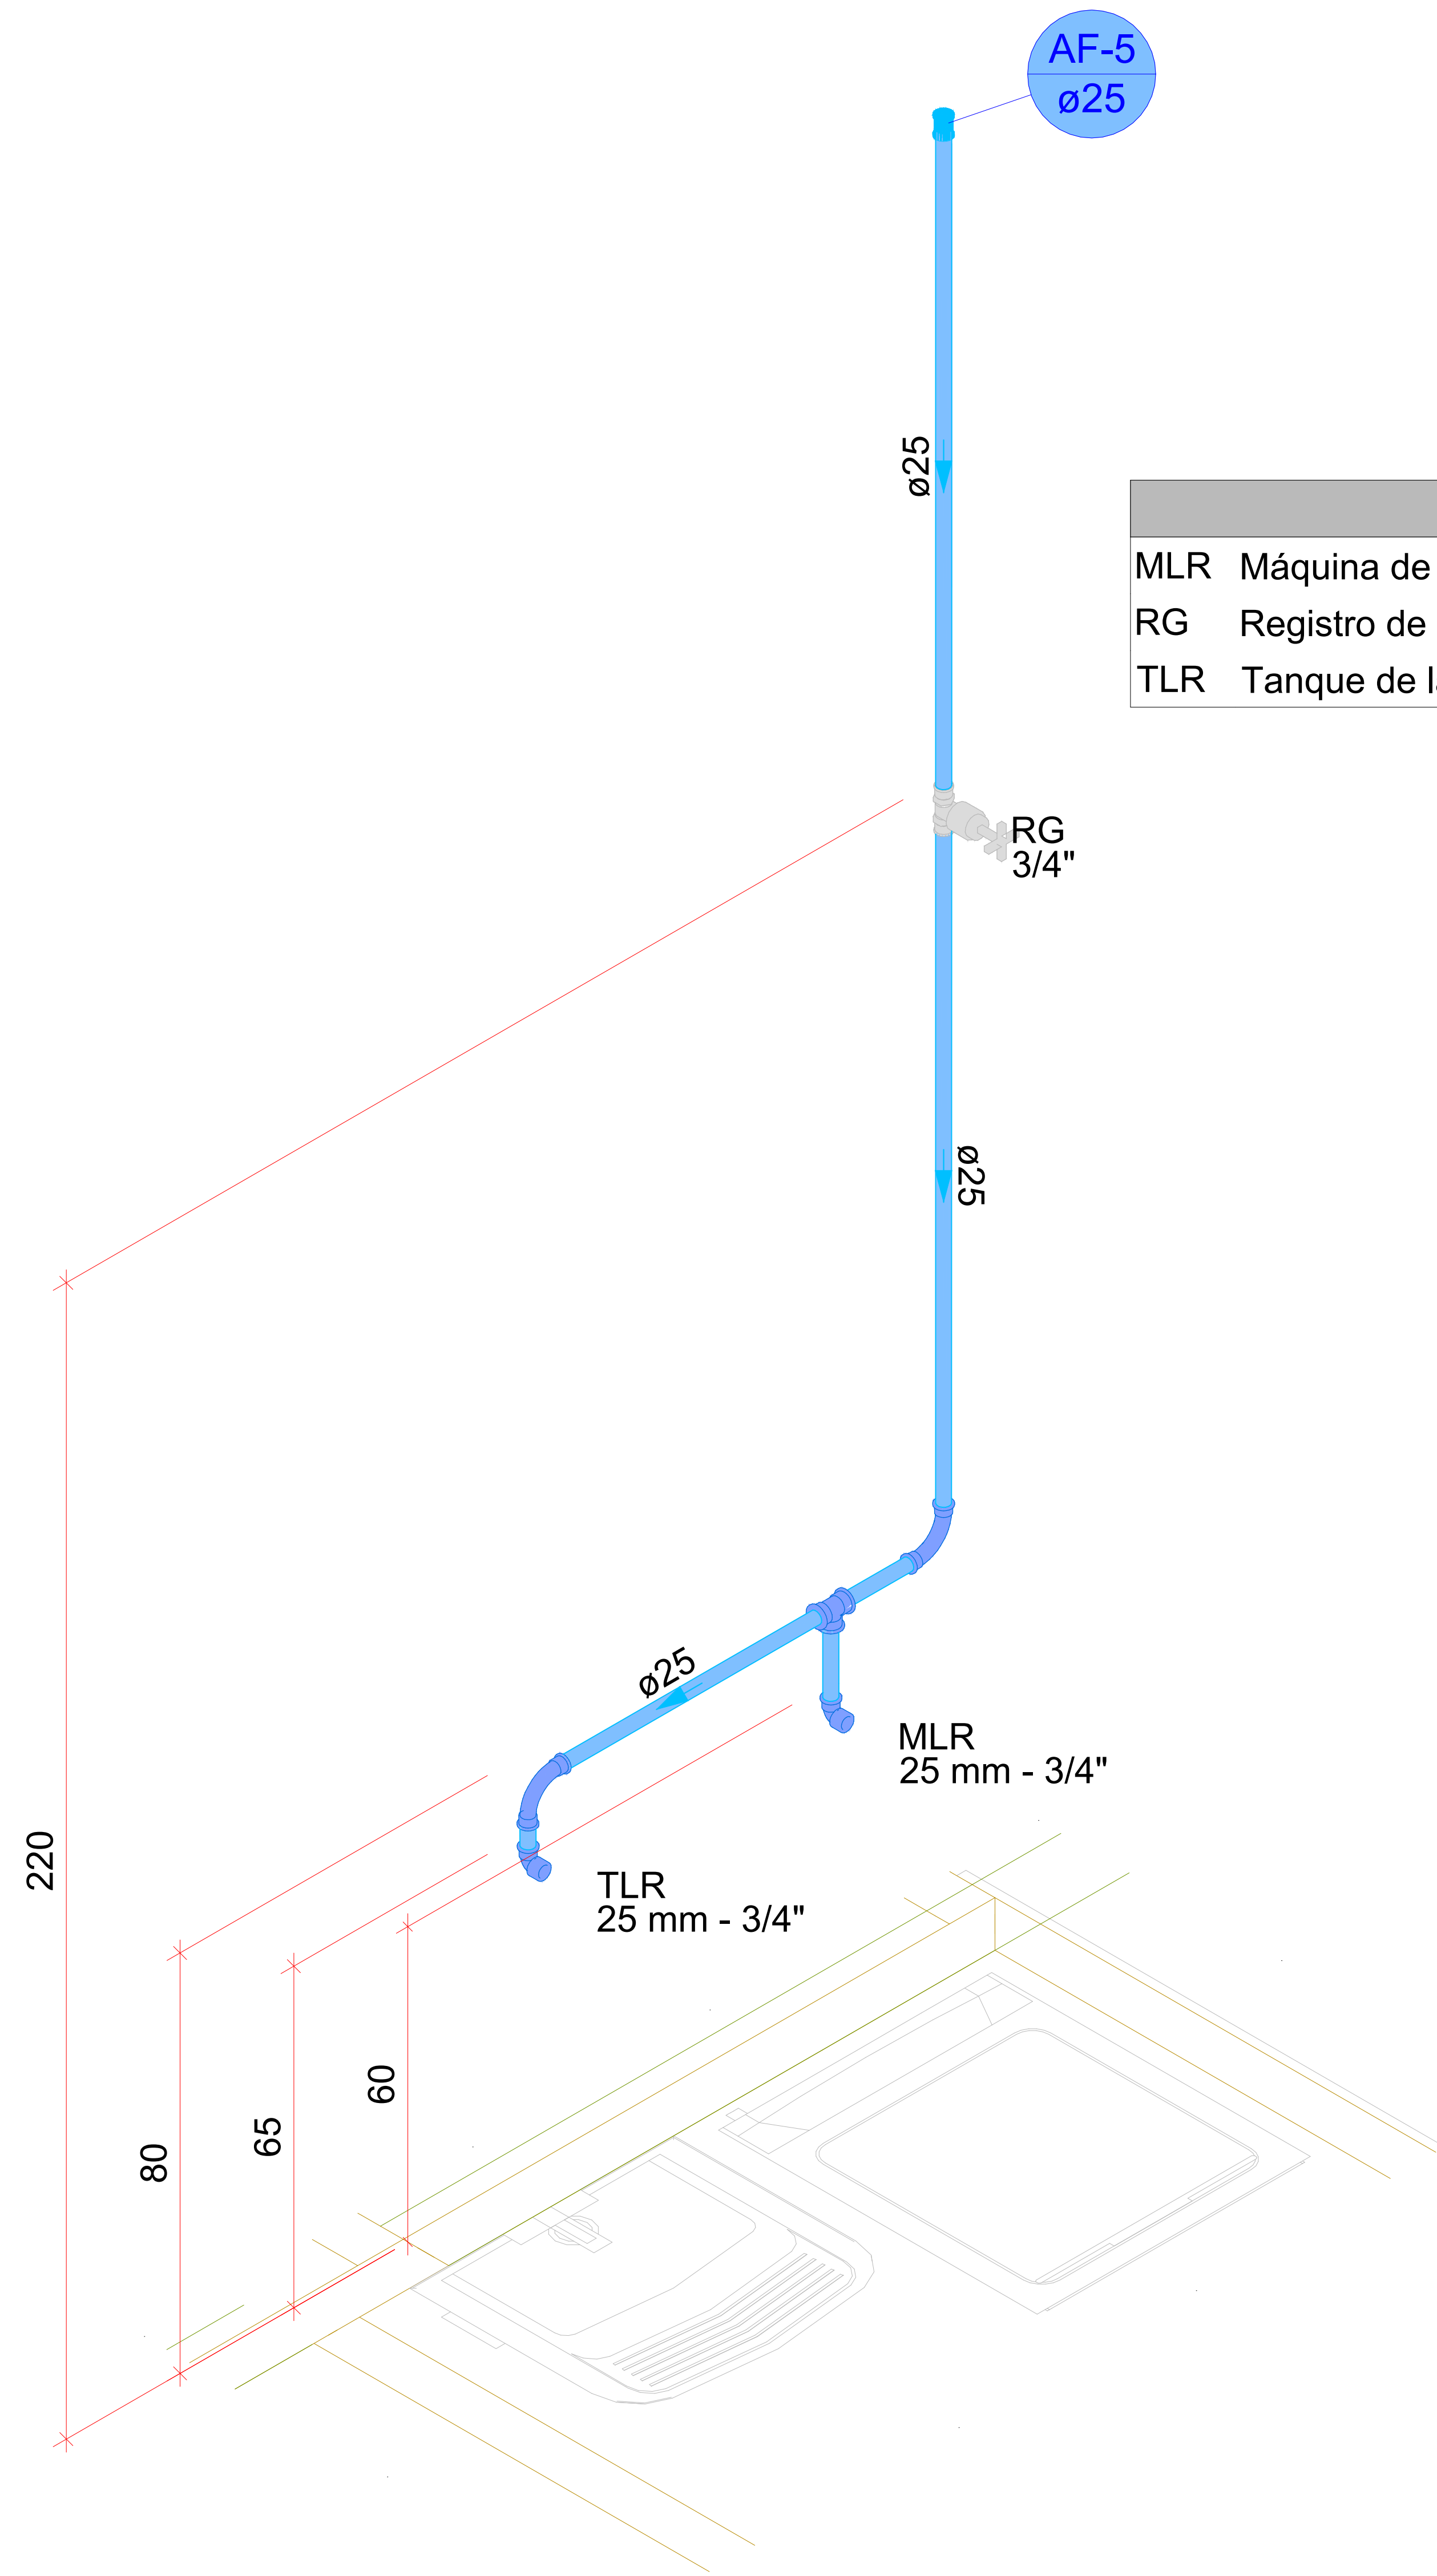 AF-5
ø25
ø25
MLR Máquina de
RG Registro de
TLR Tanque de
RG
3/4"
ø25
ø25
MLR
25 mm - 3/4"
220
TLR
25 mm - 3/4"
60
65
80